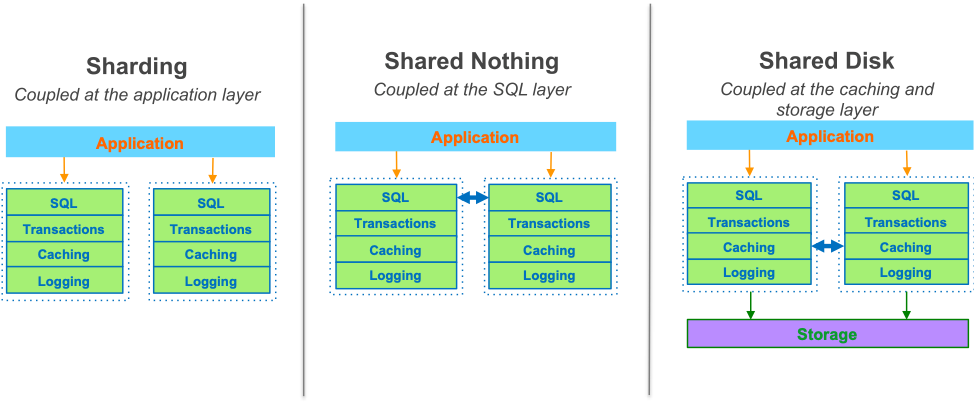 Sharding
Coupled at the application layer
Application
SQL
Transactions
Caching
Logging
SQL
Transactions
Caching
Logging
Shared Nothing
Coupled at the SQL layer
Application
SQL
Transactions
Caching
Logging
SQL
Transactions
Caching
Logging
Shared Disk
Coupled at the caching and
storage layer
Application
SQL
Transactions
Caching
Logging
SQL
Transactions
Caching
Logging
Storage